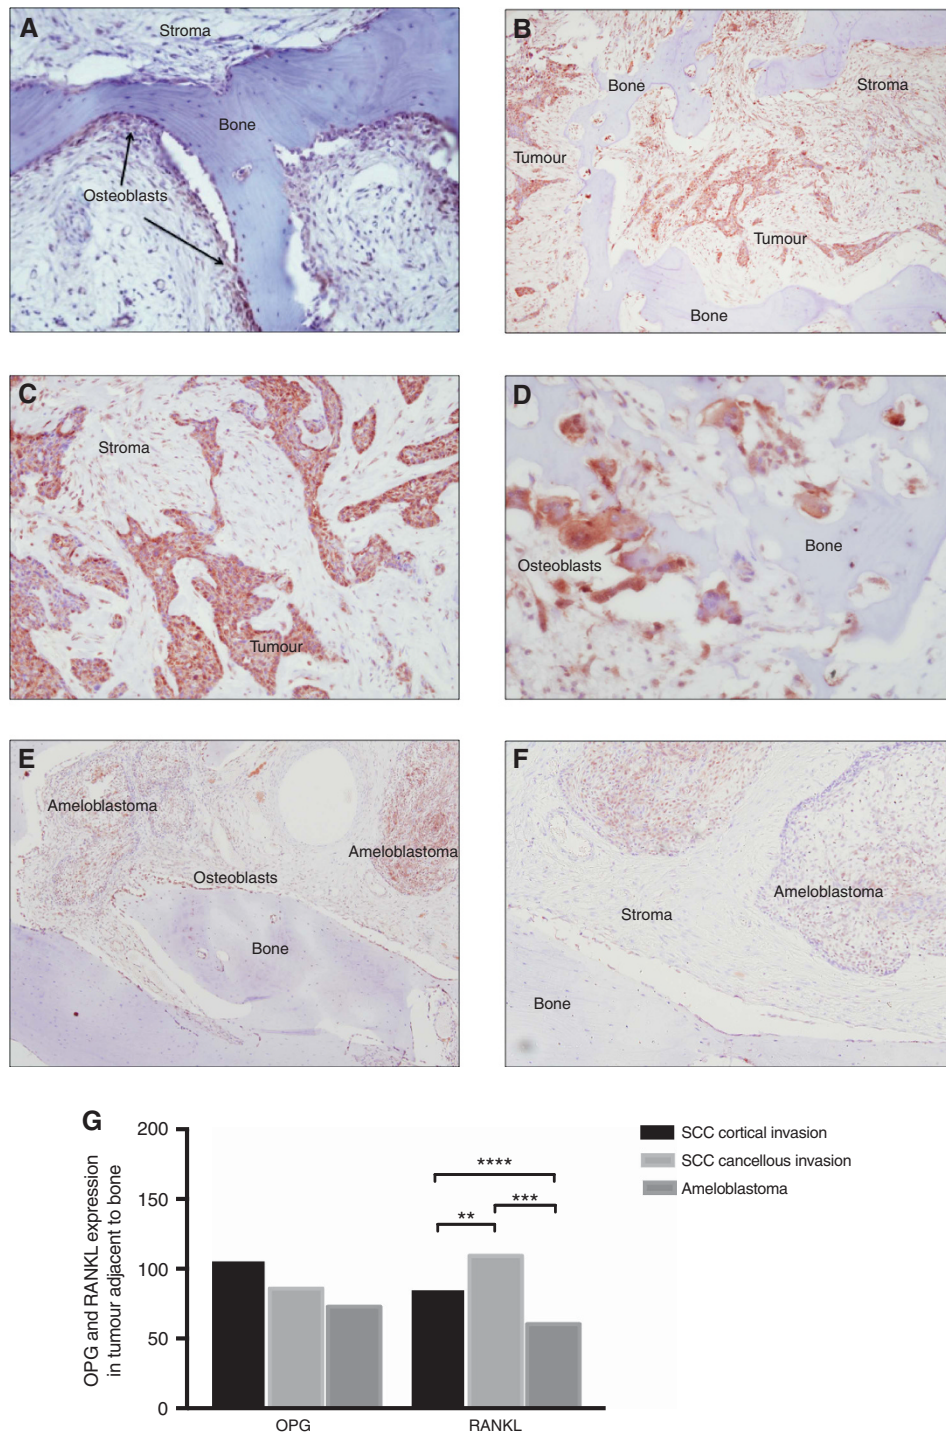 A
Stroma
Bone
Osteoblasts
B
Bone
Stroma
Tumour
Tumour
Bone
C
Stroma
Tumour
D
Osteoblasts
Bone
E
Ameloblastoma
Ameloblastoma
Osteoblasts
Bone
F
Ameloblastoma
Stroma
Bone
G
OPG and RANKL expression
in tumour adjacent to bone
200
150
100
50
0
OPG
RANKL
****
***
**
SCC cortical invasion
SCC cancellous invasion
Ameloblastoma